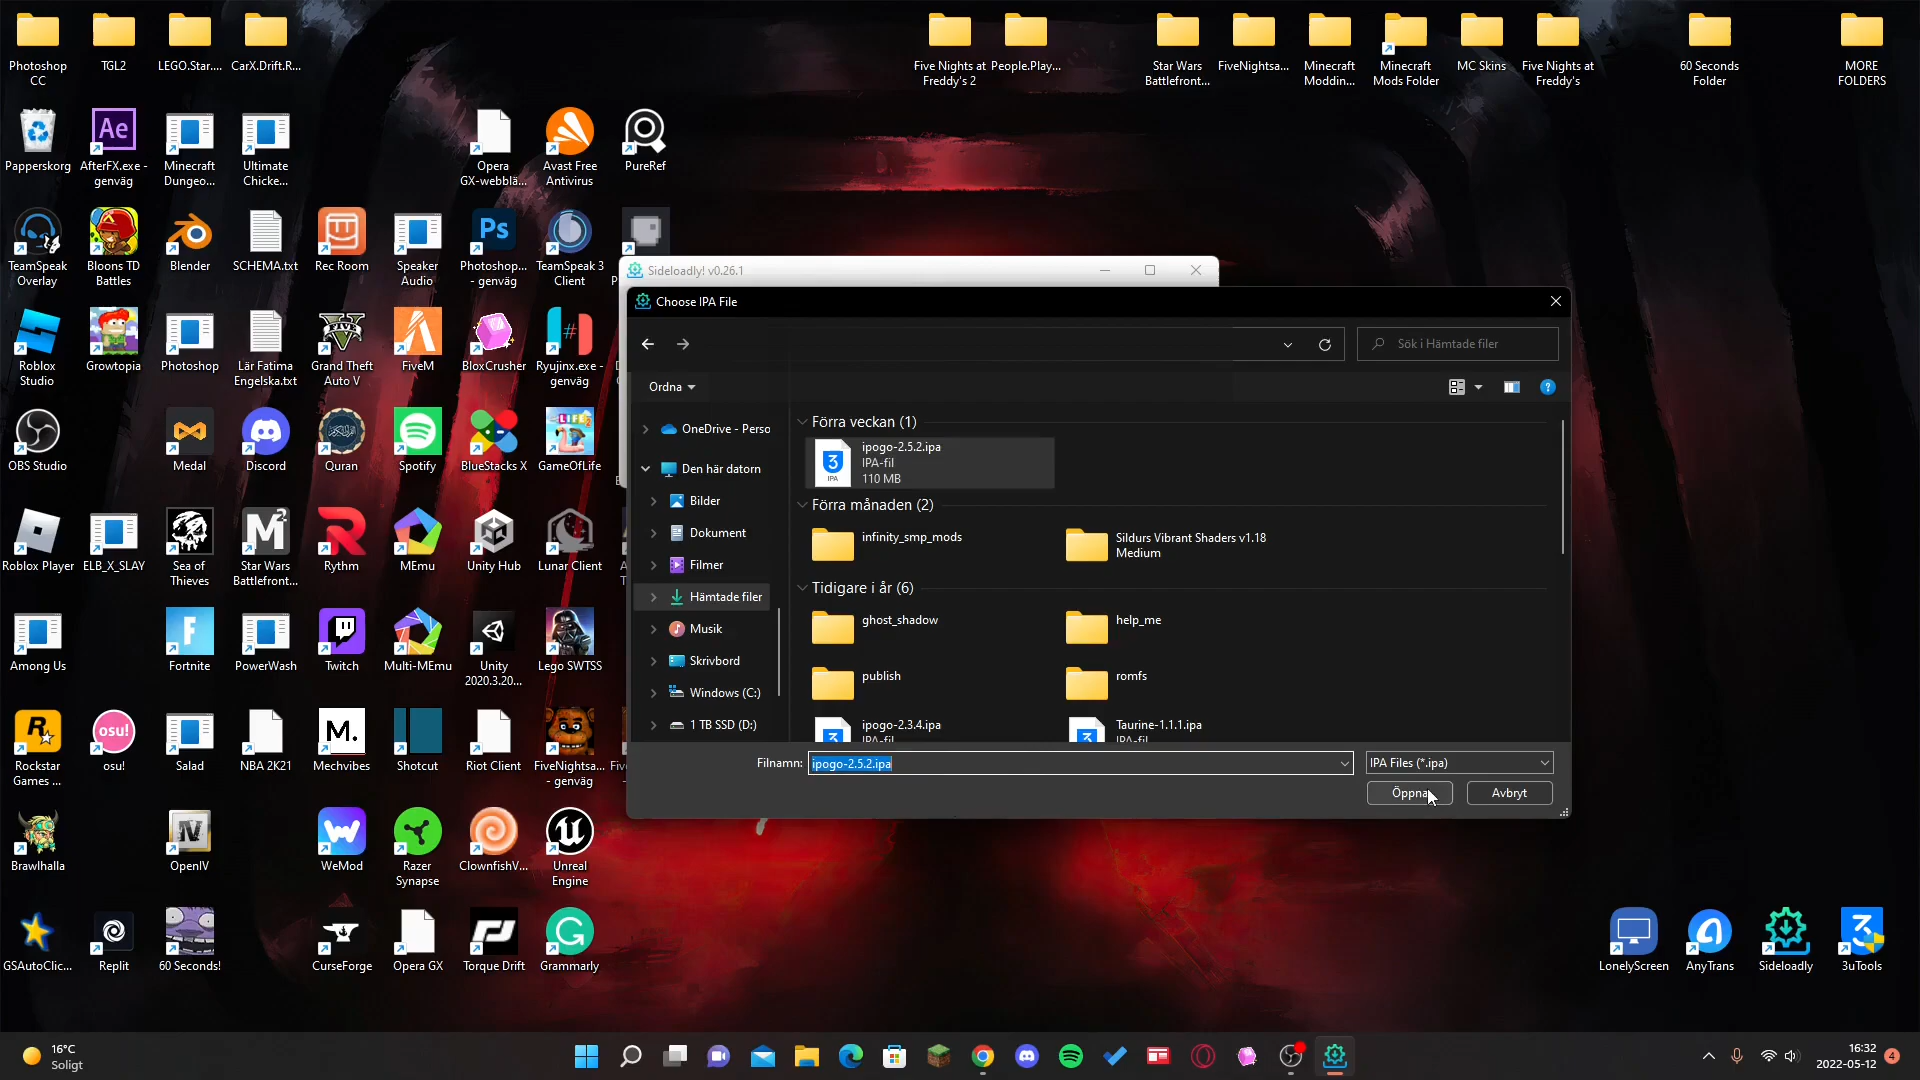 Photoshop
CC
TGL2
LEGO.Star....
CarX.Drift.R...
Five Nights at
Freddy's 2
People.Play...
Star Wars
Battlefront...
FiveNightsa...
Minecraft
Moddin...
Minecraft
Mods Folder
MC Skins
Five Nights at
Freddy's
60 Seconds
Folder
MORE
FOLDERS
Papperskorg
AfterFX.exe -
genväg
Minecraft
Dungeo...
Ultimate
Chicke...
Opera
GX-webblä...
Avast Free
Antivirus
PureRef
TeamSpeak
Overlay
Bloons TD
Battles
Blender
SCHEMA.txt
Rec Room
Speaker
Audio
Photoshop...
- genväg
TeamSpeak 3
Client
Roblox
Studio
Growtopia
Photoshop
Lär Fatima
Engelska.txt
Grand Theft
Auto V
FiveM
BloxCrusher
Ryujinx.exe -
genväg
OBS Studio
Medal
Discord
Quran
Spotify
BlueStacks X
GameOfLife
Roblox Player
ELB_X_SLAY
Sea of
Thieves
Star Wars
Battlefront...
Rythm
MEmu
Unity Hub
Lunar Client
Among Us
Fortnite
PowerWash
Twitch
Multi-MEmu
Unity
2020.3.20...
Lego SWTSS
Rockstar
Games ...
osu!
Salad
NBA 2K21
Mechvibes
Shotcut
Riot Client
FiveNightsa...
- genväg
Brawlhalla
OpenIV
WeMod
Razer
Synapse
ClownfishV...
Unreal
Engine
GSAutoClic...
Replit
60 Seconds!
CurseForge
Opera GX
Torque Drift
Grammarly
LonelyScreen
AnyTrans
Sideloadly
3uTools
Sideloadly! v0.26.1
Choose IPA File
Sök i Hämtade filer
Ordna
OneDrive - Perso
Den här datorn
Bilder
Dokument
Filmer
Hämtade filer
Musik
Skrivbord
Windows (C:)
1 TB SSD (D:)
Förra veckan (1)
ipogo-2.5.2.ipa
IPA-fil
110 MB
Förra månaden (2)
infinity_smp_mods
Sildurs Vibrant Shaders v1.18
Medium
Tidigare i år (6)
ghost_shadow
help_me
publish
romfs
ipogo-2.3.4.ipa
IPA-fil
Taurine-1.1.1.ipa
IPA-fil
Filnamn:
ipogo-2.5.2.ipa
IPA Files (*.ipa)
Öppna
Avbryt
16°C
Soligt
16:32
2022-05-12
4